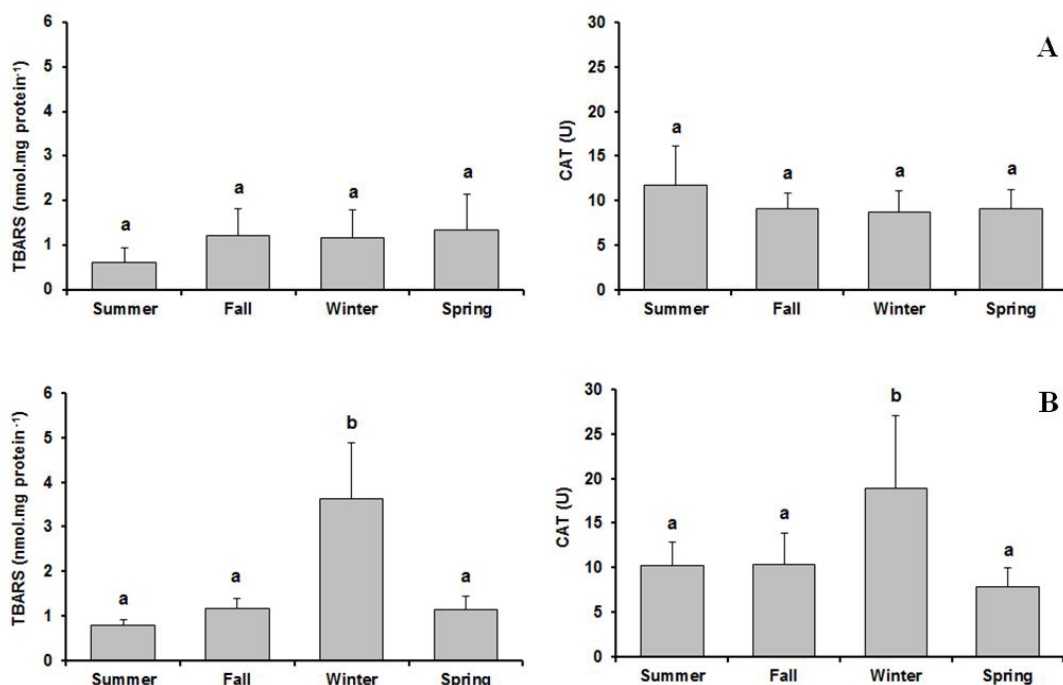 6
5
4
3
2
1
0
TBARS (nmol.mg protein⁻¹)
a
a
a
a
Summer Fall Winter Spring
30
25
20
15
10
5
0
CAT (U)
a
a
a
a
Summer Fall Winter Spring
A
6
5
4
3
2
1
0
TBARS (nmol.mg protein⁻¹)
a
a
b
a
Summer Fall Winter Spring
30
25
20
15
10
5
0
CAT (U)
a
a
b
a
Summer Fall Winter Spring
B